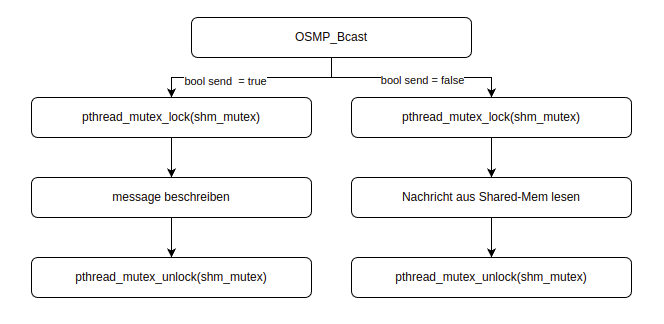 OSMP_Bcast
bool send = true
bool send = false
pthread_mutex_lock(shm_mutex)
pthread_mutex_lock(shm_mutex)
message beschreiben
Nachricht aus Shared-Mem lesen
pthread_mutex_unlock(shm_mutex)
pthread_mutex_unlock(shm_mutex)